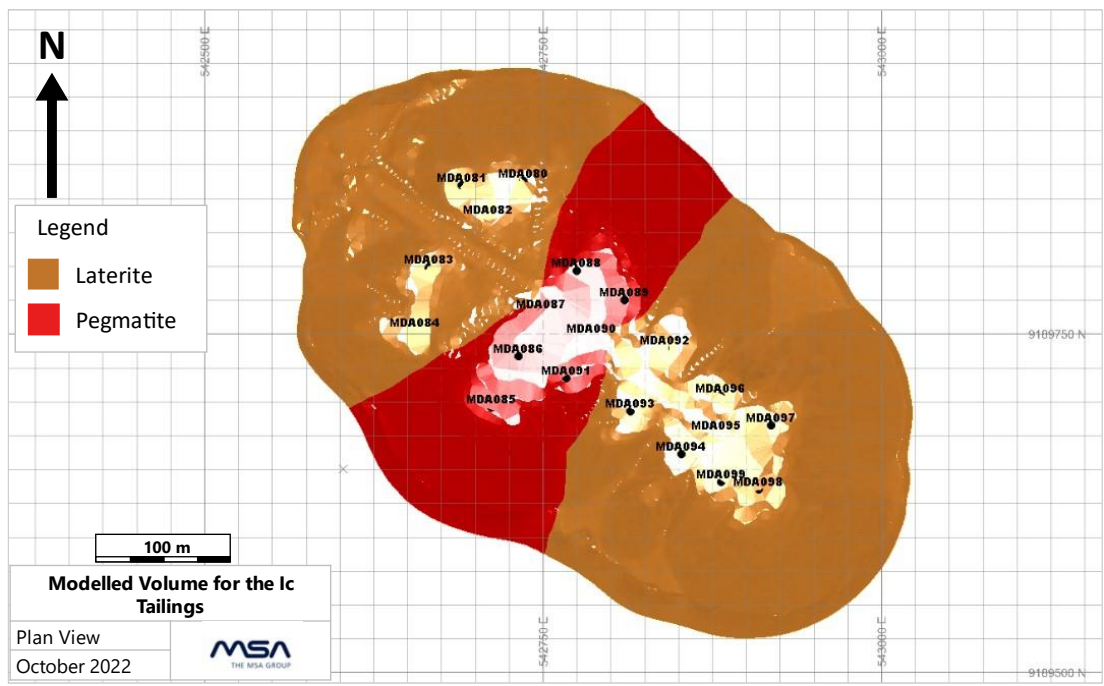 542500 E
542750 E
543000 E
N
MDA081
MDA080
MDA082
Legend
Laterite
Pegmatite
MDA083
MDA084
MDA088
MDA089
MDA087
MDA090
MDA086
MDA091
MDA085
MDA092
9189750 N
MDA096
MDA093
MDA095
MDA097
MDA094
MDA099
MDA098
100 m
Modelled Volume for the Ic
Tailings
Plan View
October 2022
MSA
THE MSA GROUP
542750 E
543000 E
9189500 N